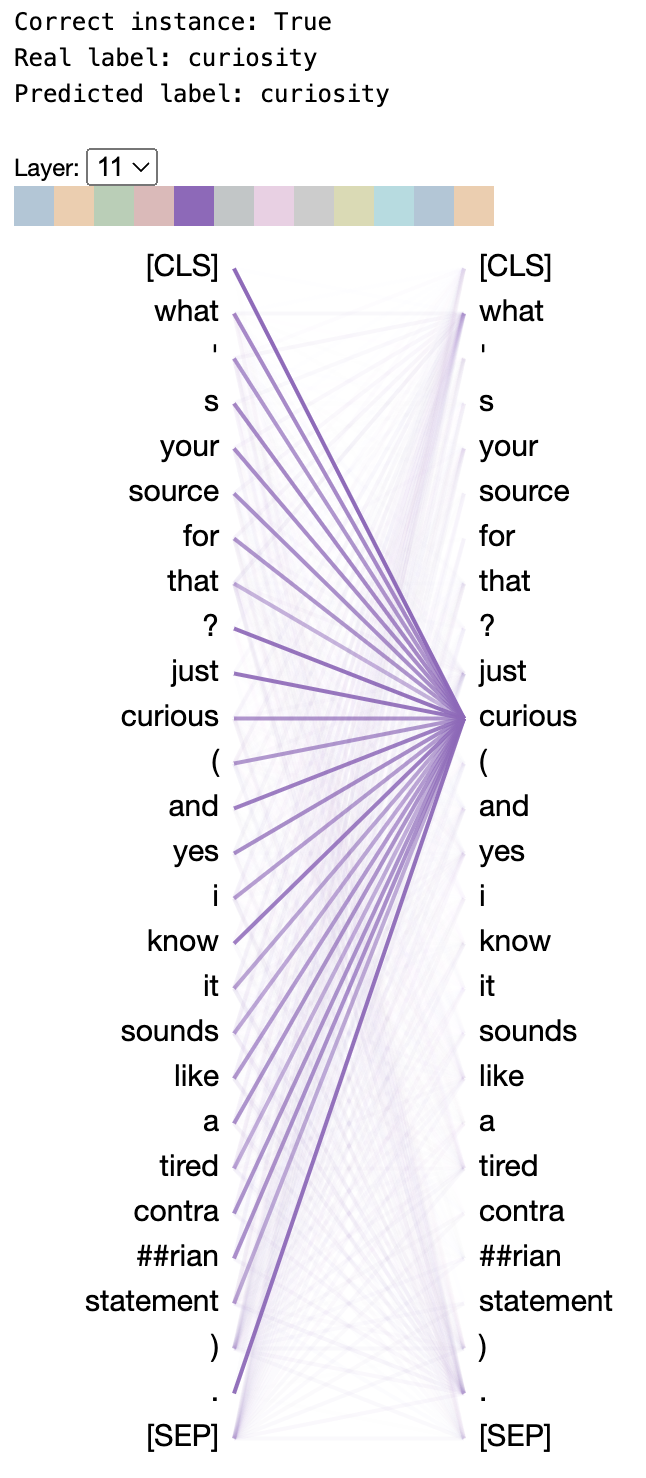 Correct instance: True
Real label: curiosity
Predicted label: curiosity
Layer: 11
[CLS] [CLS]
what what
' '
s s
your your
source source
for for
that that
? ?
just just
curious curious
( (
and and
yes yes
i i
know know
it it
sounds sounds
like like
a a
tired tired
contra contra
##rian ##rian
statement statement
) )
. .
[SEP] [SEP]